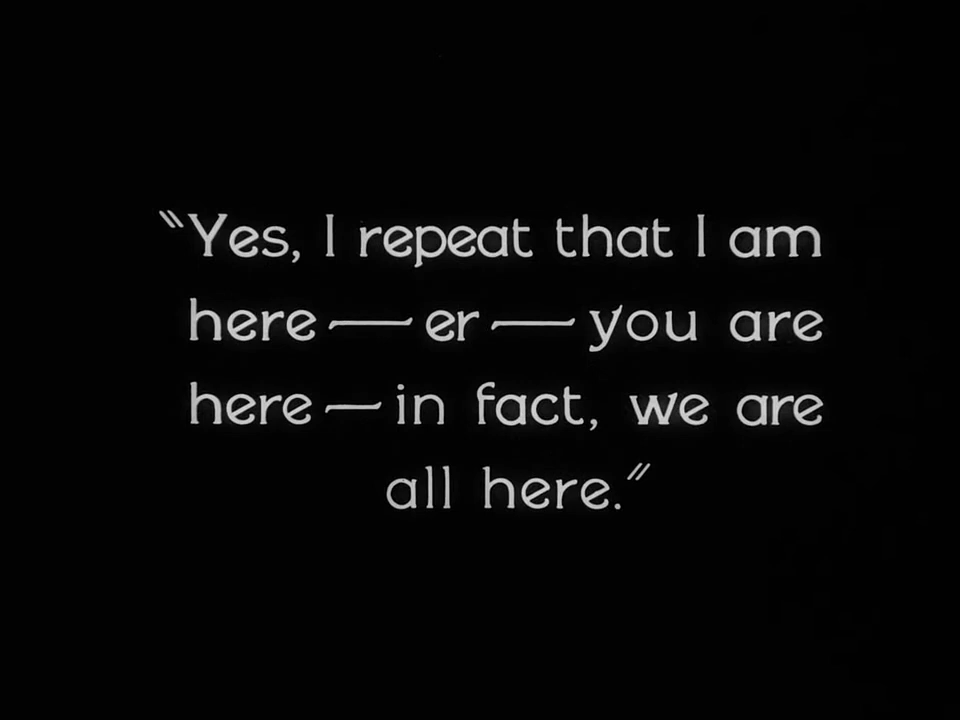 "Yes, I repeat that I am
here — er — you are
here — in fact, we are
all here."